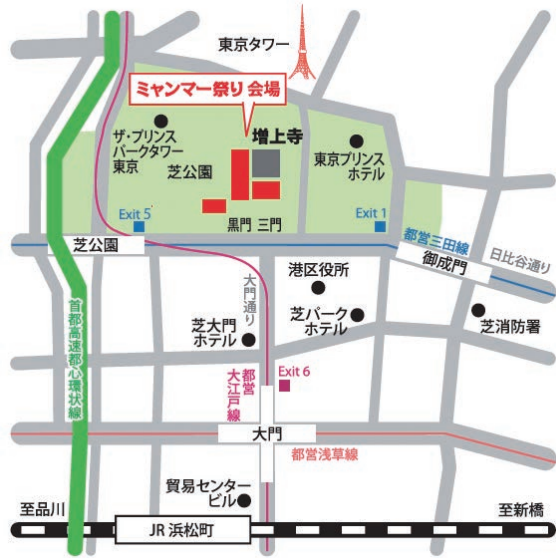 東京タワー
ミャンマー祭り 会場
ザ・プリンス
パークタワー
東京
増上寺
芝公園
東京プリンス
ホテル
Exit 5
黒門 三門
Exit 1
芝公園
都営三田線
御成門
日比谷通り
港区役所
大門通り
芝パーク
ホテル
芝消防署
芝大門
ホテル
首都高速都心環状線
都営
大江戸線
Exit 6
大門
都営浅草線
貿易センター
ビル
至品川
至新橋
JR 浜松町